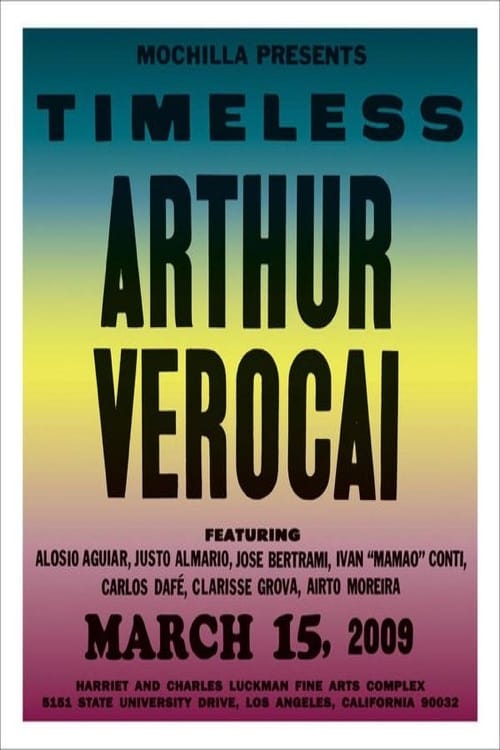 MOCHILLA PRESENTS
TIMELESS
ARTHUR
VEROCAI
FEATURING
ALOSIO AGUIAR, JUSTO ALMARIO, JOSE BERTRAMI, IVAN "MAMAO" CONTI,
CARLOS DAFÉ, CLARISSE GROVA, AIRTO MOREIRA
MARCH 15, 2009
HARRIET AND CHARLES LUCKMAN FINE ARTS COMPLEX
5151 STATE UNIVERSITY DRIVE, LOS ANGELES, CALIFORNIA 90032